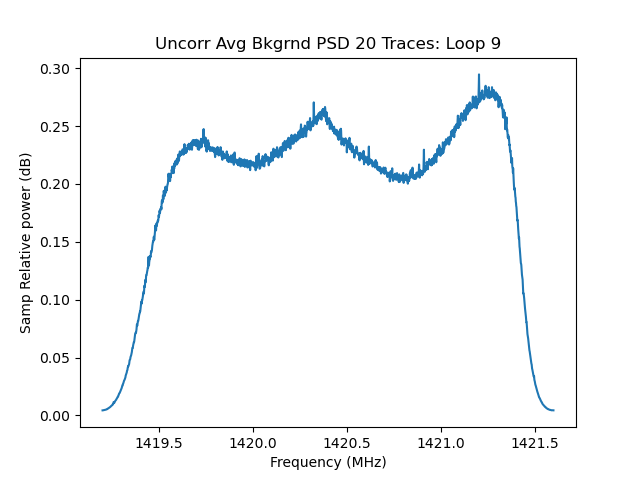 Uncorr Avg Bkgrnd PSD 20 Traces: Loop 9
Samp Relative power (dB)
0.30
0.25
0.20
0.15
0.10
0.05
0.00
1419.5 1420.0 1420.5 1421.0 1421.5
Frequency (MHz)